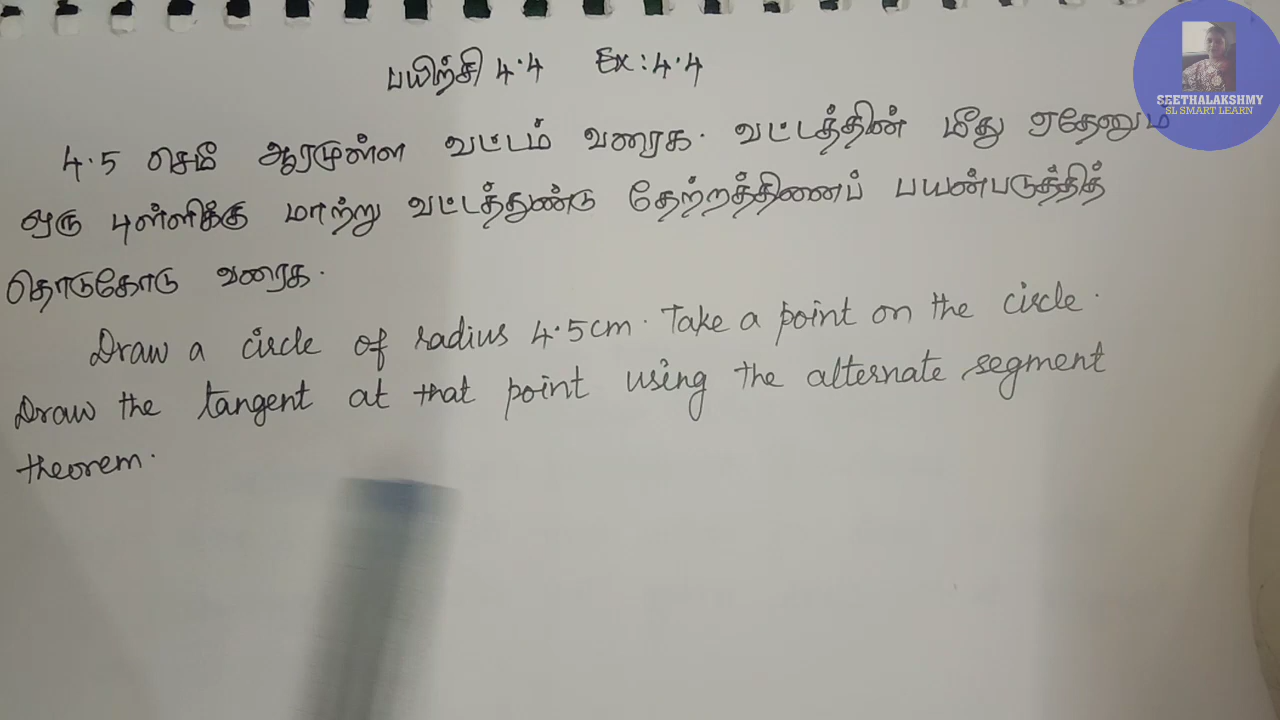 பயிற்சி 4.4 Ex : 4.4
SEETHALAKSHMY
SL SMART LEARN
4.5 செமீ ஆரமுள்ள வட்டம் வரைக. வட்டத்தின் மீது ஏதேனும்
ஒரு புள்ளிக்கு மாற்று வட்டத்துண்டு தேற்றத்தினைப் பயன்படுத்தித்
தொடுகோடு வரைக.
Draw a circle of radius 4.5cm. Take a point on the circle.
Draw the tangent at that point using the alternate segment
theorem.